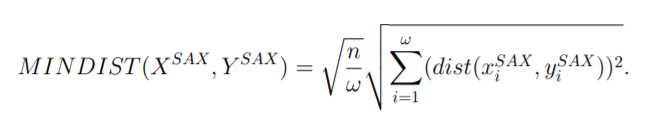 $MINDIST(X^{SAX}, Y^{SAX}) = \sqrt{\frac{n}{\omega}} \sqrt{\sum_{i=1}^{\omega} (dist(x_i^{SAX}, y_i^{SAX}))^2}.$